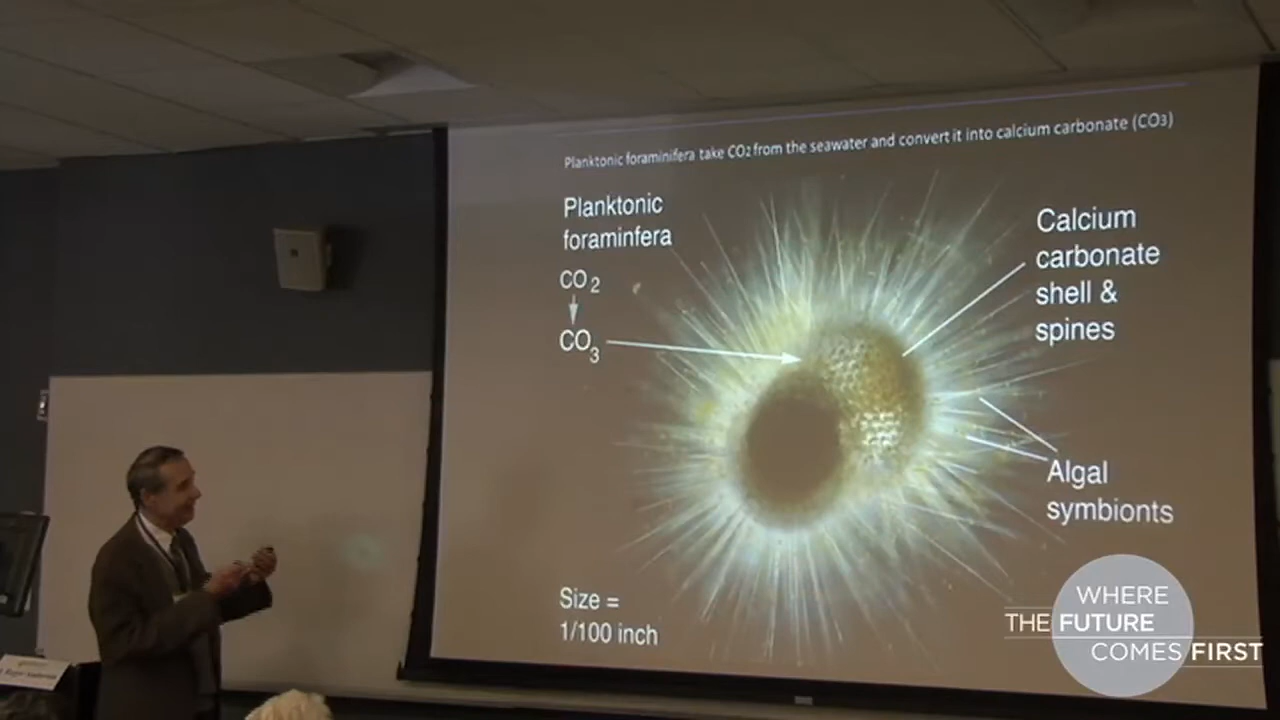 Planktonic foraminifera take CO2 from the seawater and convert it into calcium carbonate (CO3)
Planktonic
foraminfera
CO2
CO3
Calcium
carbonate
shell &
spines
Algal
symbionts
Size =
1/100 inch
WHERE
THE FUTURE
COMES FIRST